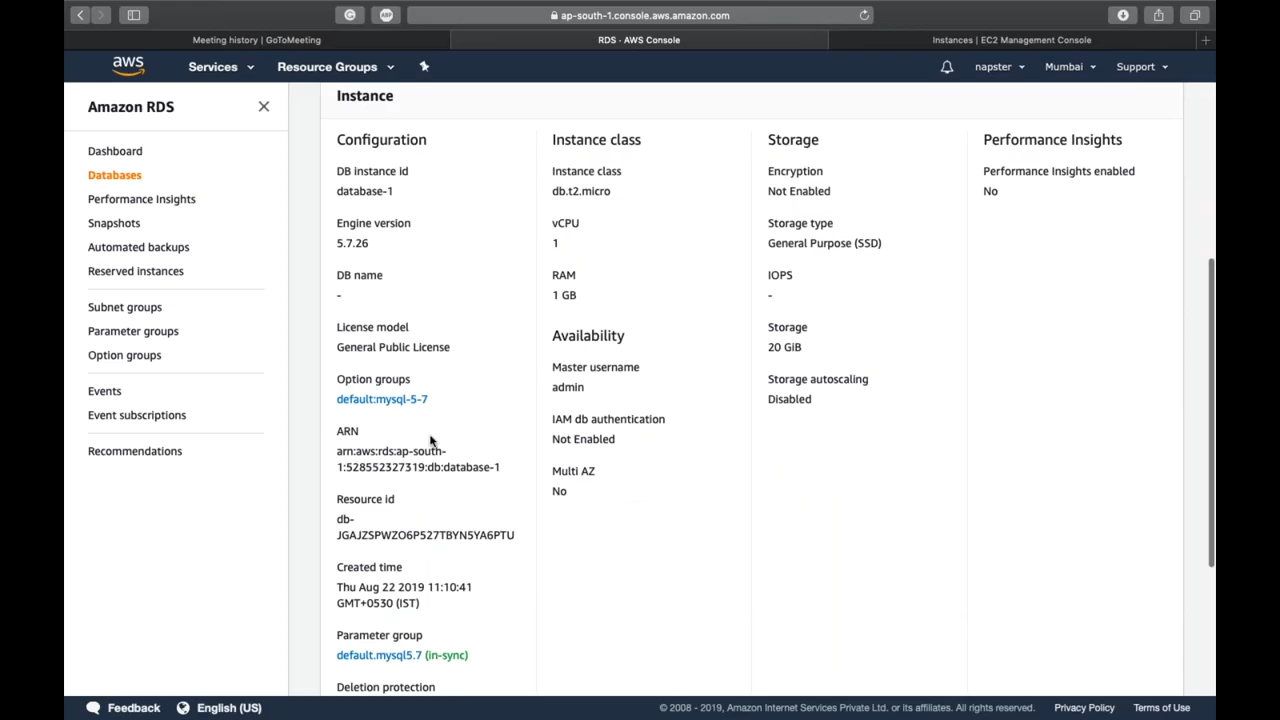 ap-south-1.console.aws.amazon.com
Meeting history | GoToMeeting
RDS · AWS Console
Instances | EC2 Management Console
aws
Services
Resource Groups
napster
Mumbai
Support
Amazon RDS
Dashboard
Databases
Performance Insights
Snapshots
Automated backups
Reserved instances
Subnet groups
Parameter groups
Option groups
Events
Event subscriptions
Recommendations
Instance
Configuration
DB instance id
database-1
Engine version
5.7.26
DB name
-
License model
General Public License
Option groups
default:mysql-5-7
ARN
arn:aws:rds:ap-south-
1:528552327319:db:database-1
Resource id
db-
JGAJZSPWZO6P527TBYN5YA6PTU
Created time
Thu Aug 22 2019 11:10:41
GMT+0530 (IST)
Parameter group
default.mysql5.7 (in-sync)
Deletion protection
Instance class
Instance class
db.t2.micro
vCPU
1
RAM
1 GB
Availability
Master username
admin
IAM db authentication
Not Enabled
Multi AZ
No
Storage
Encryption
Not Enabled
Storage type
General Purpose (SSD)
IOPS
-
Storage
20 GiB
Storage autoscaling
Disabled
Performance Insights
Performance Insights enabled
No
Feedback
English (US)
© 2008 - 2019, Amazon Internet Services Private Ltd. or its affiliates. All rights reserved.
Privacy Policy
Terms of Use